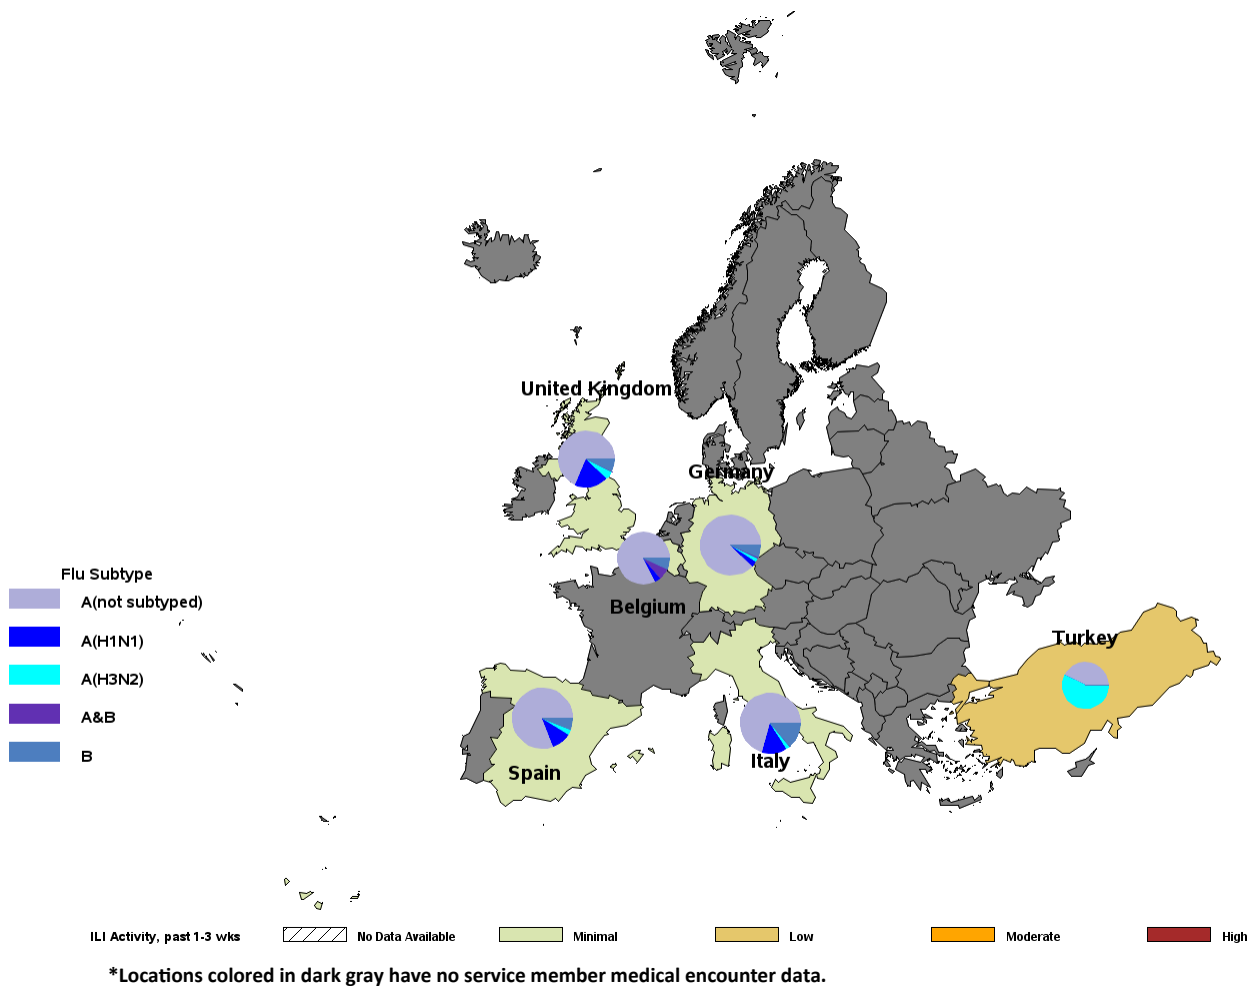 United Kingdom
Germany
Belgium
Flu Subtype
A(not subtyped)
A(H1N1)
A(H3N2)
A&B
B
Turkey
Spain
Italy
ILI Activity, past 1-3 wks
No Data Available
Minimal
Low
Moderate
High
*Locations colored in dark gray have no service member medical encounter data.